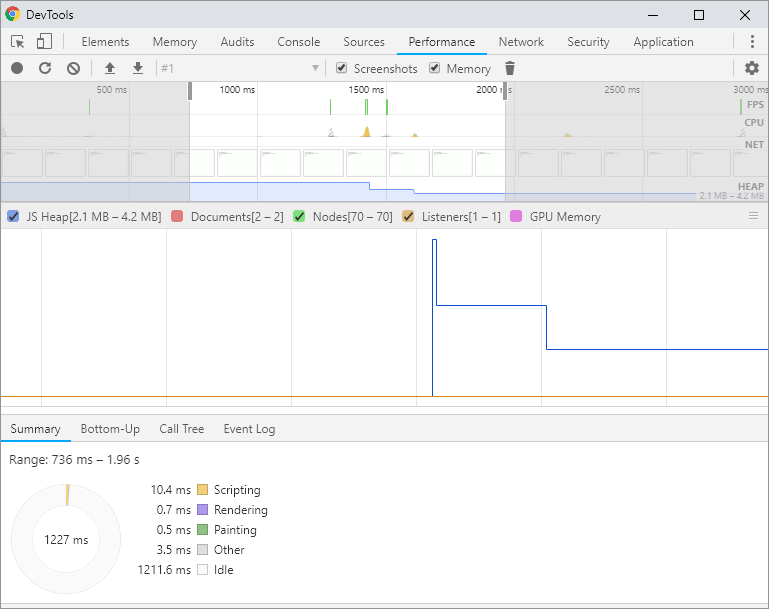 DevTools
Elements Memory Audits Console Sources Performance Network Security Application
#1 Screenshots Memory
500 ms 1000 ms 1500 ms 2000 ms 2500 ms 3000 ms
FPS
CPU
NET
HEAP
2.1 MB – 4.2 MB
JS Heap[2.1 MB – 4.2 MB] Documents[2 – 2] Nodes[70 – 70] Listeners[1 – 1] GPU Memory
Summary Bottom-Up Call Tree Event Log
Range: 736 ms – 1.96 s
10.4 ms Scripting
0.7 ms Rendering
0.5 ms Painting
1227 ms
3.5 ms Other
1211.6 ms Idle